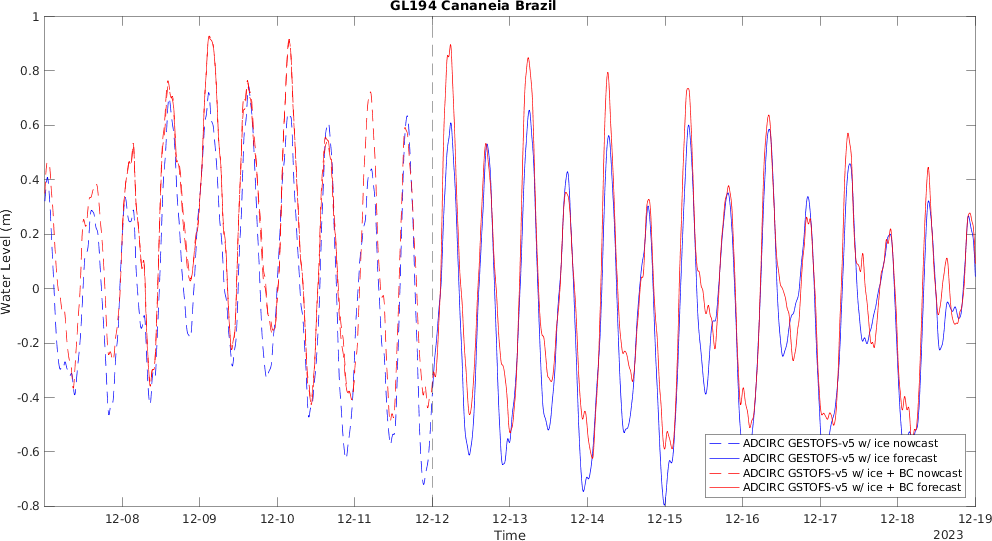 GL194 Cananeia Brazil
1
0.8
0.6
0.4
0.2
0
-0.2
-0.4
-0.6
-0.8
Water Level (m)
ADCIRC GESTOFS-v5 w/ ice nowcast
ADCIRC GESTOFS-v5 w/ ice forecast
ADCIRC GSTOFS-v5 w/ ice + BC nowcast
ADCIRC GSTOFS-v5 w/ ice + BC forecast
12-08 12-09 12-10 12-11 12-12 12-13 12-14 12-15 12-16 12-17 12-18 12-19
Time
2023